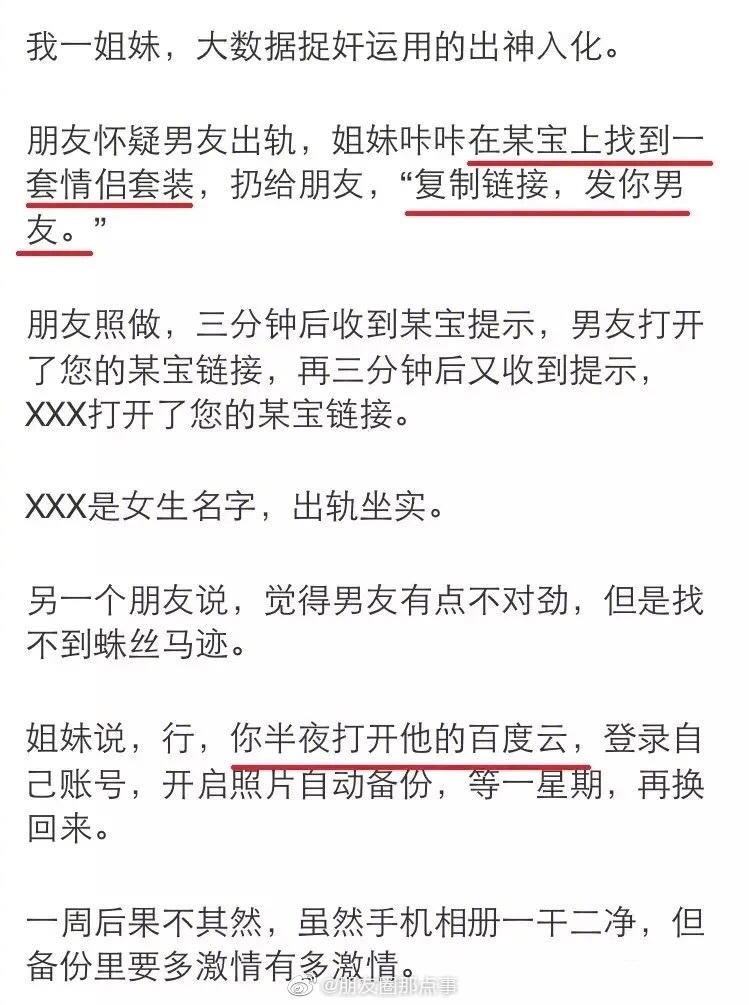 我一姐妹，大数据捉奸运用的出神入化。
朋友怀疑男友出轨，姐妹咔咔在某宝上找到一
套情侣套装，扔给朋友，“复制链接，发你男
友。”
朋友照做，三分钟后收到某宝提示，男友打开
了您的某宝链接，再三分钟后又收到提示，
XXX打开了您的某宝链接。
XXX是女生名字，出轨坐实。
另一个朋友说，觉得男友有点不对劲，但是找
不到蛛丝马迹。
姐妹说，行，你半夜打开他的百度云，登录自
己账号，开启照片自动备份，等一星期，再换
回来。
一周后果不其然，虽然手机相册一干二净，但
备份里要多激情有多激情。
@朋友圈那点事